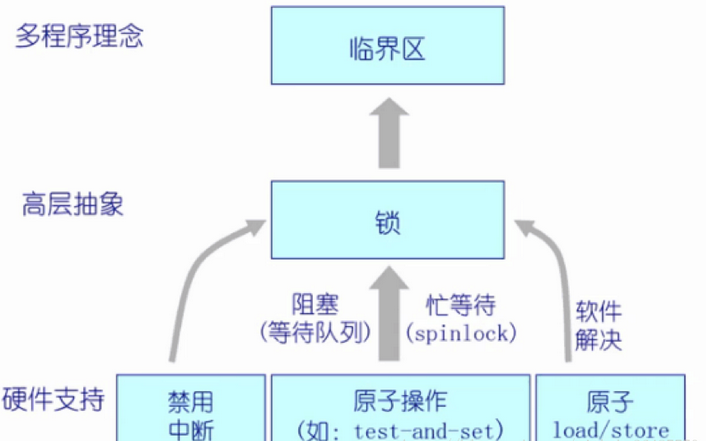 多程序理念
临界区
高层抽象
锁
阻塞
(等待队列)
忙等待
(spinlock)
软件
解决
硬件支持
禁用
中断
原子操作
(如: test-and-set)
原子
load/store